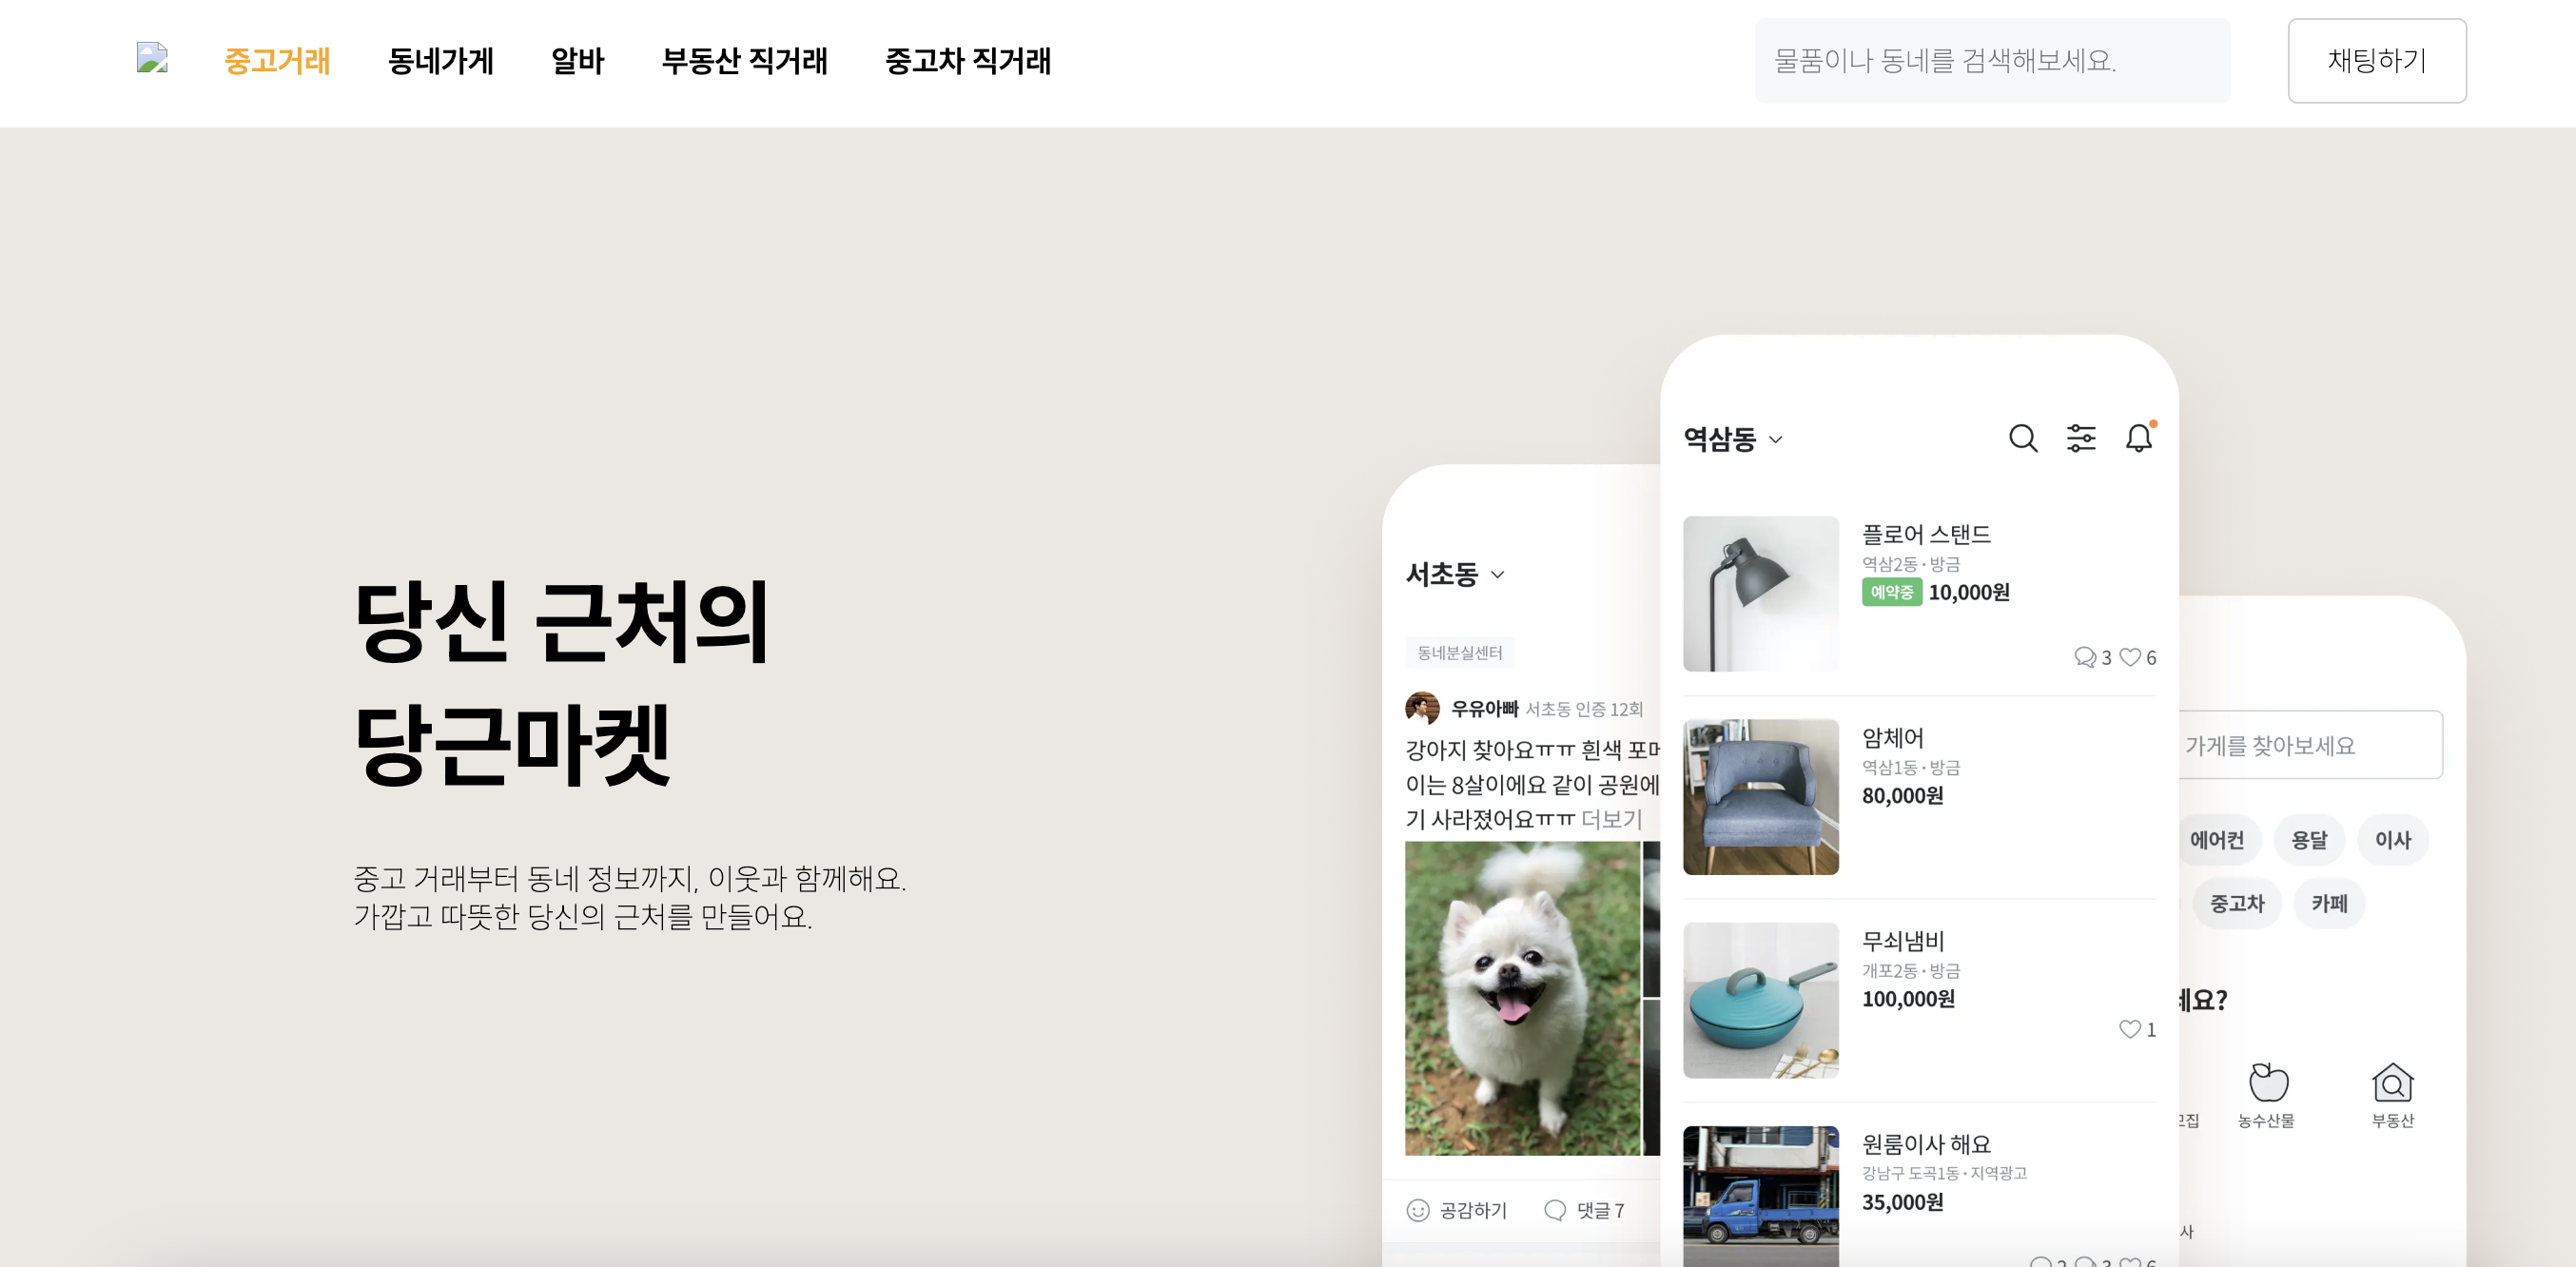 중고거래 동네가게 알바 부동산 직거래 중고차 직거래
물품이나 동네를 검색해보세요.
채팅하기
당신 근처의
당근마켓
중고 거래부터 동네 정보까지, 이웃과 함께해요.
가깝고 따뜻한 당신의 근처를 만들어요.
서초동
동네분실센터
우유아빠 서초동 인증 12회
강아지 찾아요ㅠㅠ 흰색 포메
이는 8살이에요 같이 공원에
기 사라졌어요ㅠㅠ 더보기
공감하기 댓글 7
역삼동
플로어 스탠드
역삼2동 · 방금
예약중 10,000원
3 6
암체어
역삼1동 · 방금
80,000원
무쇠냄비
개포2동 · 방금
100,000원
1
원룸이사 해요
강남구 도곡1동 · 지역광고
35,000원
2 3 6
가게를 찾아보세요
에어컨 용달 이사
중고차 카페
세요?
농수산물 부동산
사